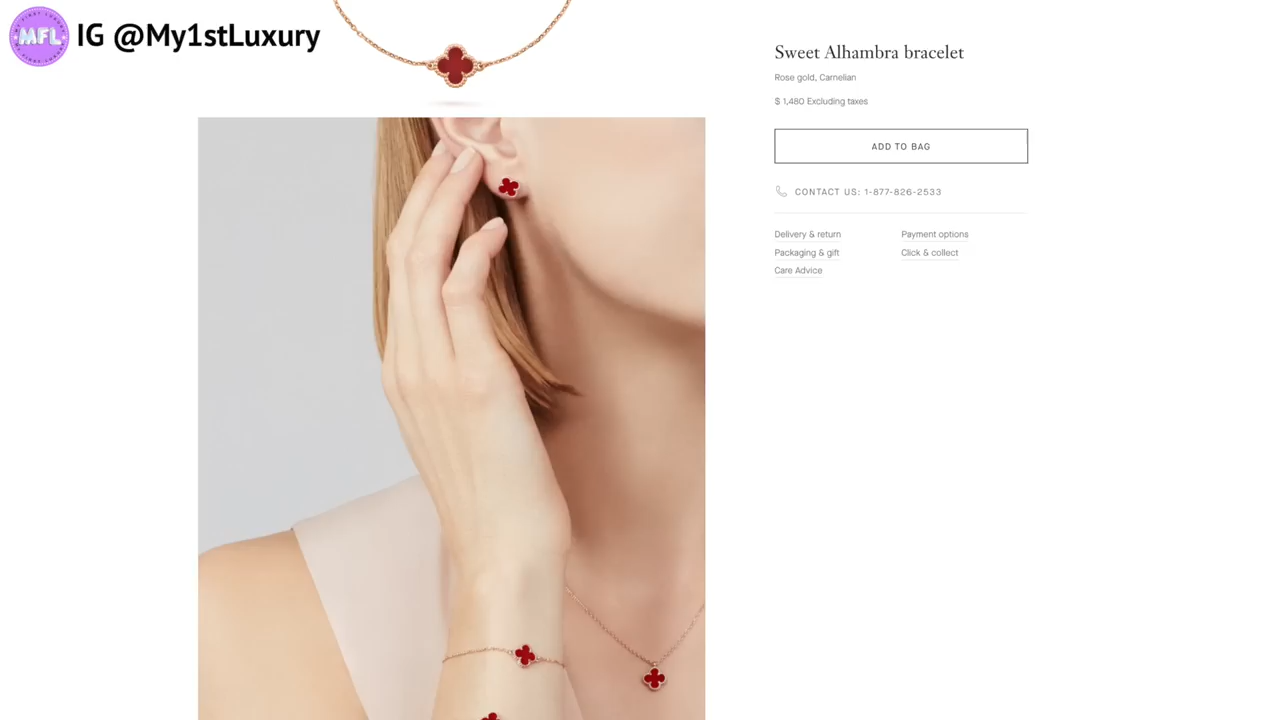 MFL
IG @My1stLuxury
Sweet Alhambra bracelet
Rose gold, Carnelian
$ 1,480 Excluding taxes
ADD TO BAG
CONTACT US: 1-877-826-2533
Delivery & return
Payment options
Packaging & gift
Click & collect
Care Advice